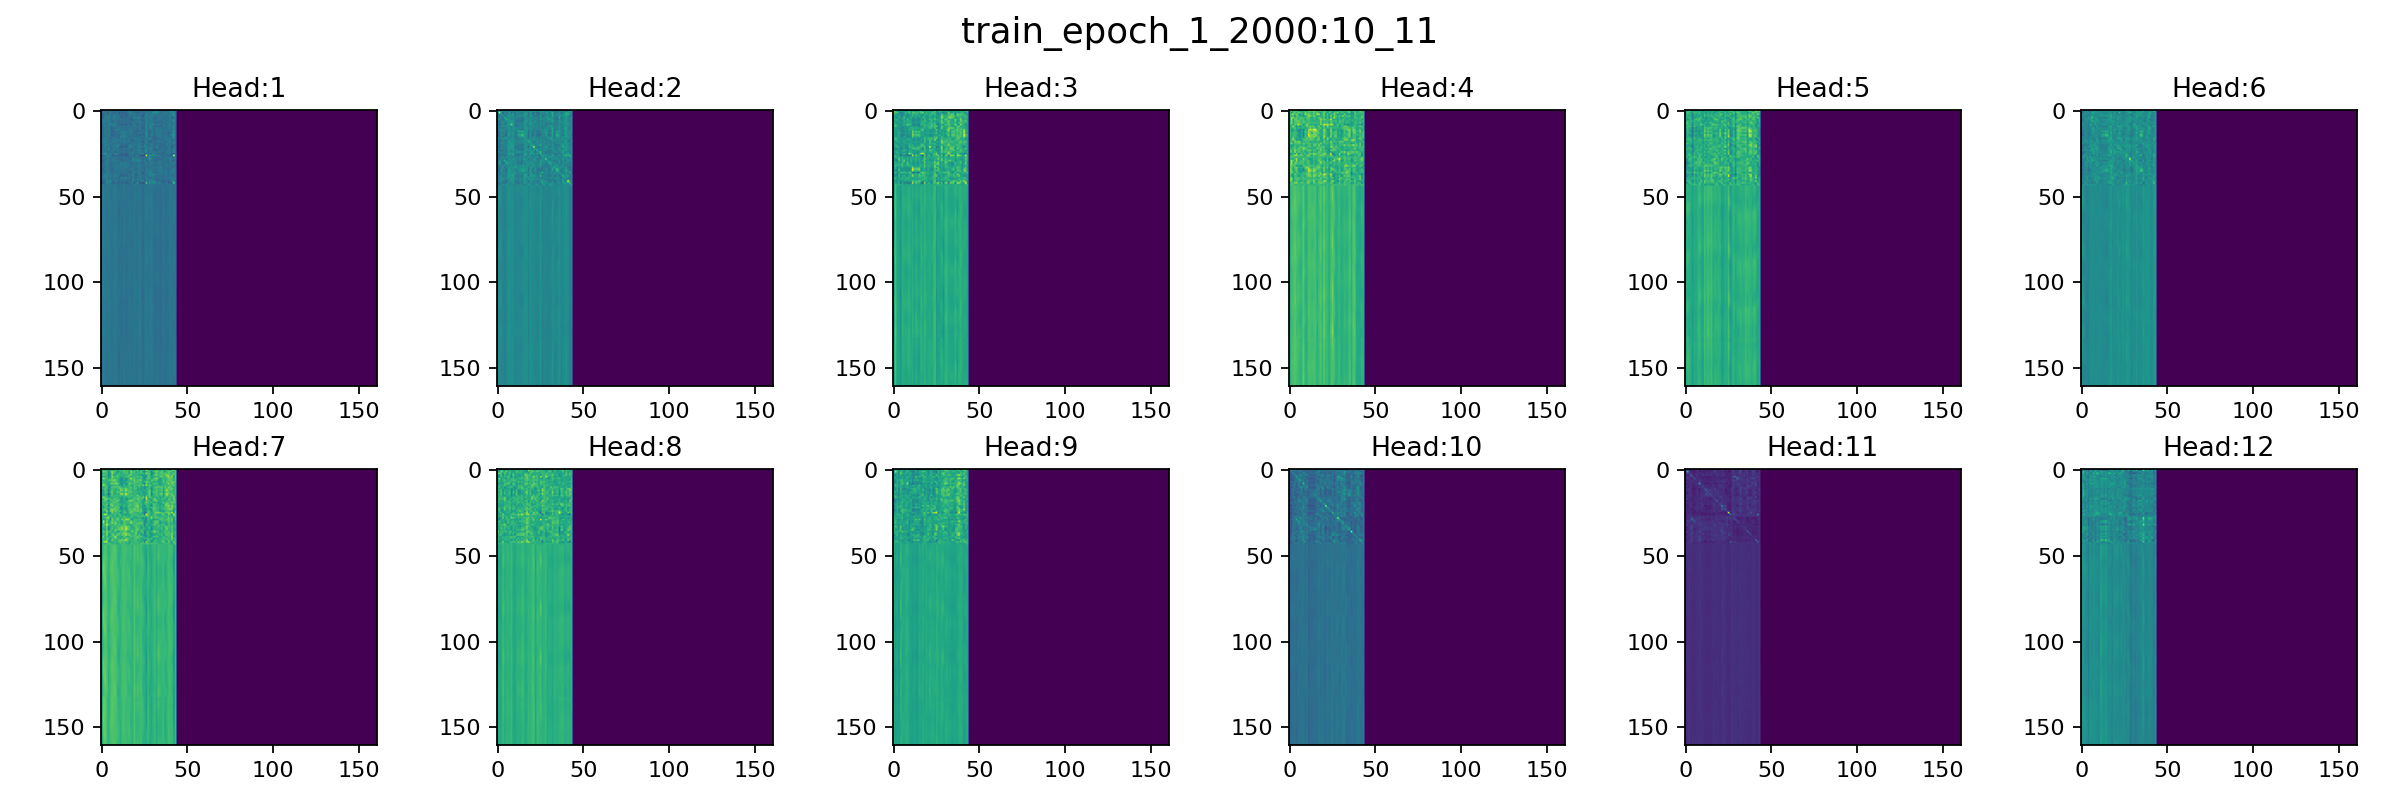 train_epoch_1_2000:10_11
Head:1 Head:2 Head:3 Head:4 Head:5 Head:6
0 0 0 0 0 0
50 50 50 50 50 50
100 100 100 100 100 100
150 150 150 150 150 150
0 50 100 150 0 50 100 150 0 50 100 150 0 50 100 150 0 50 100 150 0 50 100 150
Head:7 Head:8 Head:9 Head:10 Head:11 Head:12
0 0 0 0 0 0
50 50 50 50 50 50
100 100 100 100 100 100
150 150 150 150 150 150
0 50 100 150 0 50 100 150 0 50 100 150 0 50 100 150 0 50 100 150 0 50 100 150